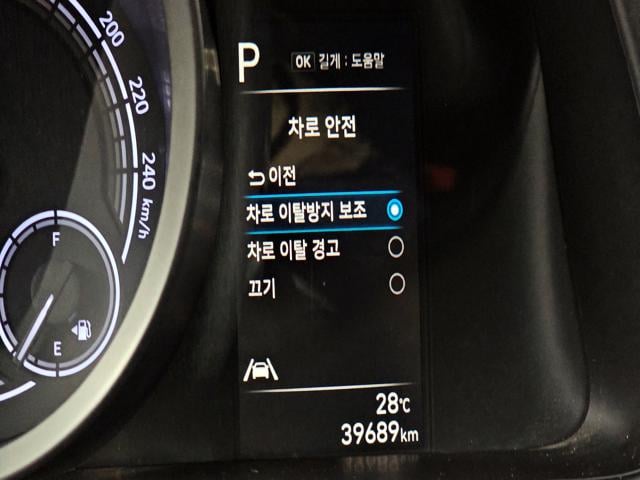 200
220
240
km/h
F
E
P
OK 길게 : 도움말
차로 안전
이전
차로 이탈방지 보조
차로 이탈 경고
끄기
28℃
39689km